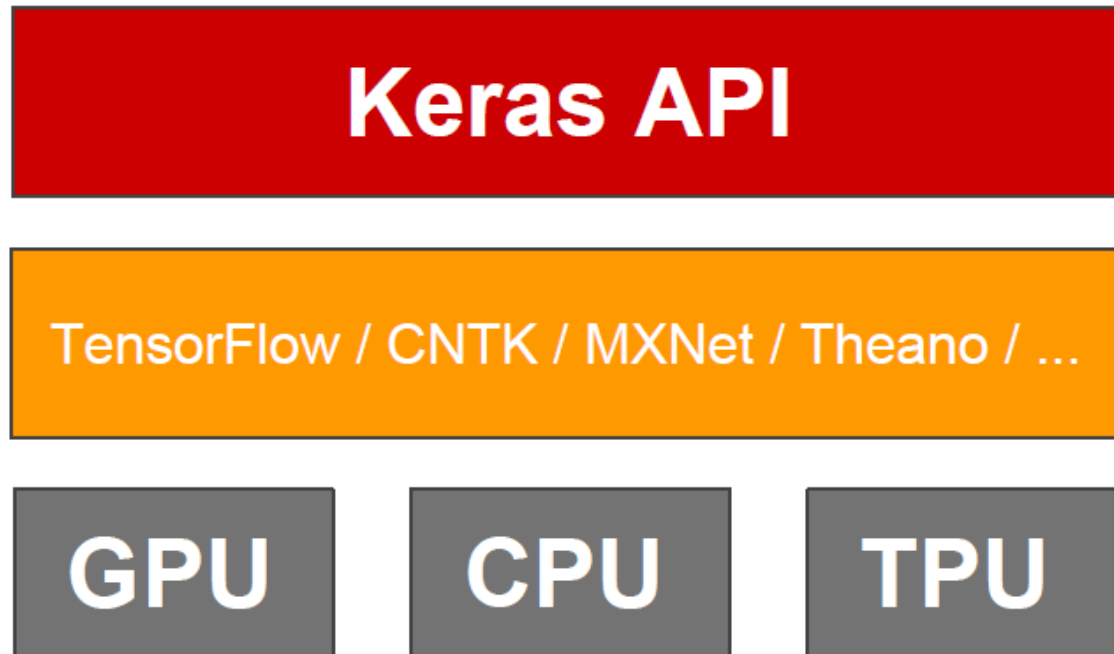 Keras API
TensorFlow / CNTK / MXNet / Theano / ...
GPU CPU TPU